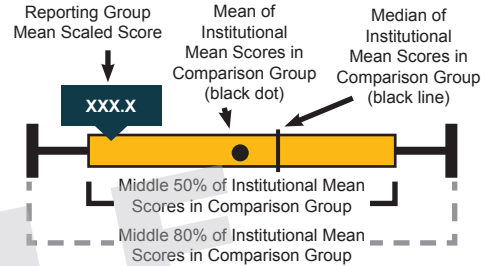 Reporting Group
Mean Scaled Score
Mean of
Institutional
Mean Scores in
Comparison Group
(black dot)
Median of
Institutional
Mean Scores in
Comparison Group
(black line)
XXX.X
Middle 50% of Institutional Mean
Scores in Comparison Group
Middle 80% of Institutional Mean
Scores in Comparison Group